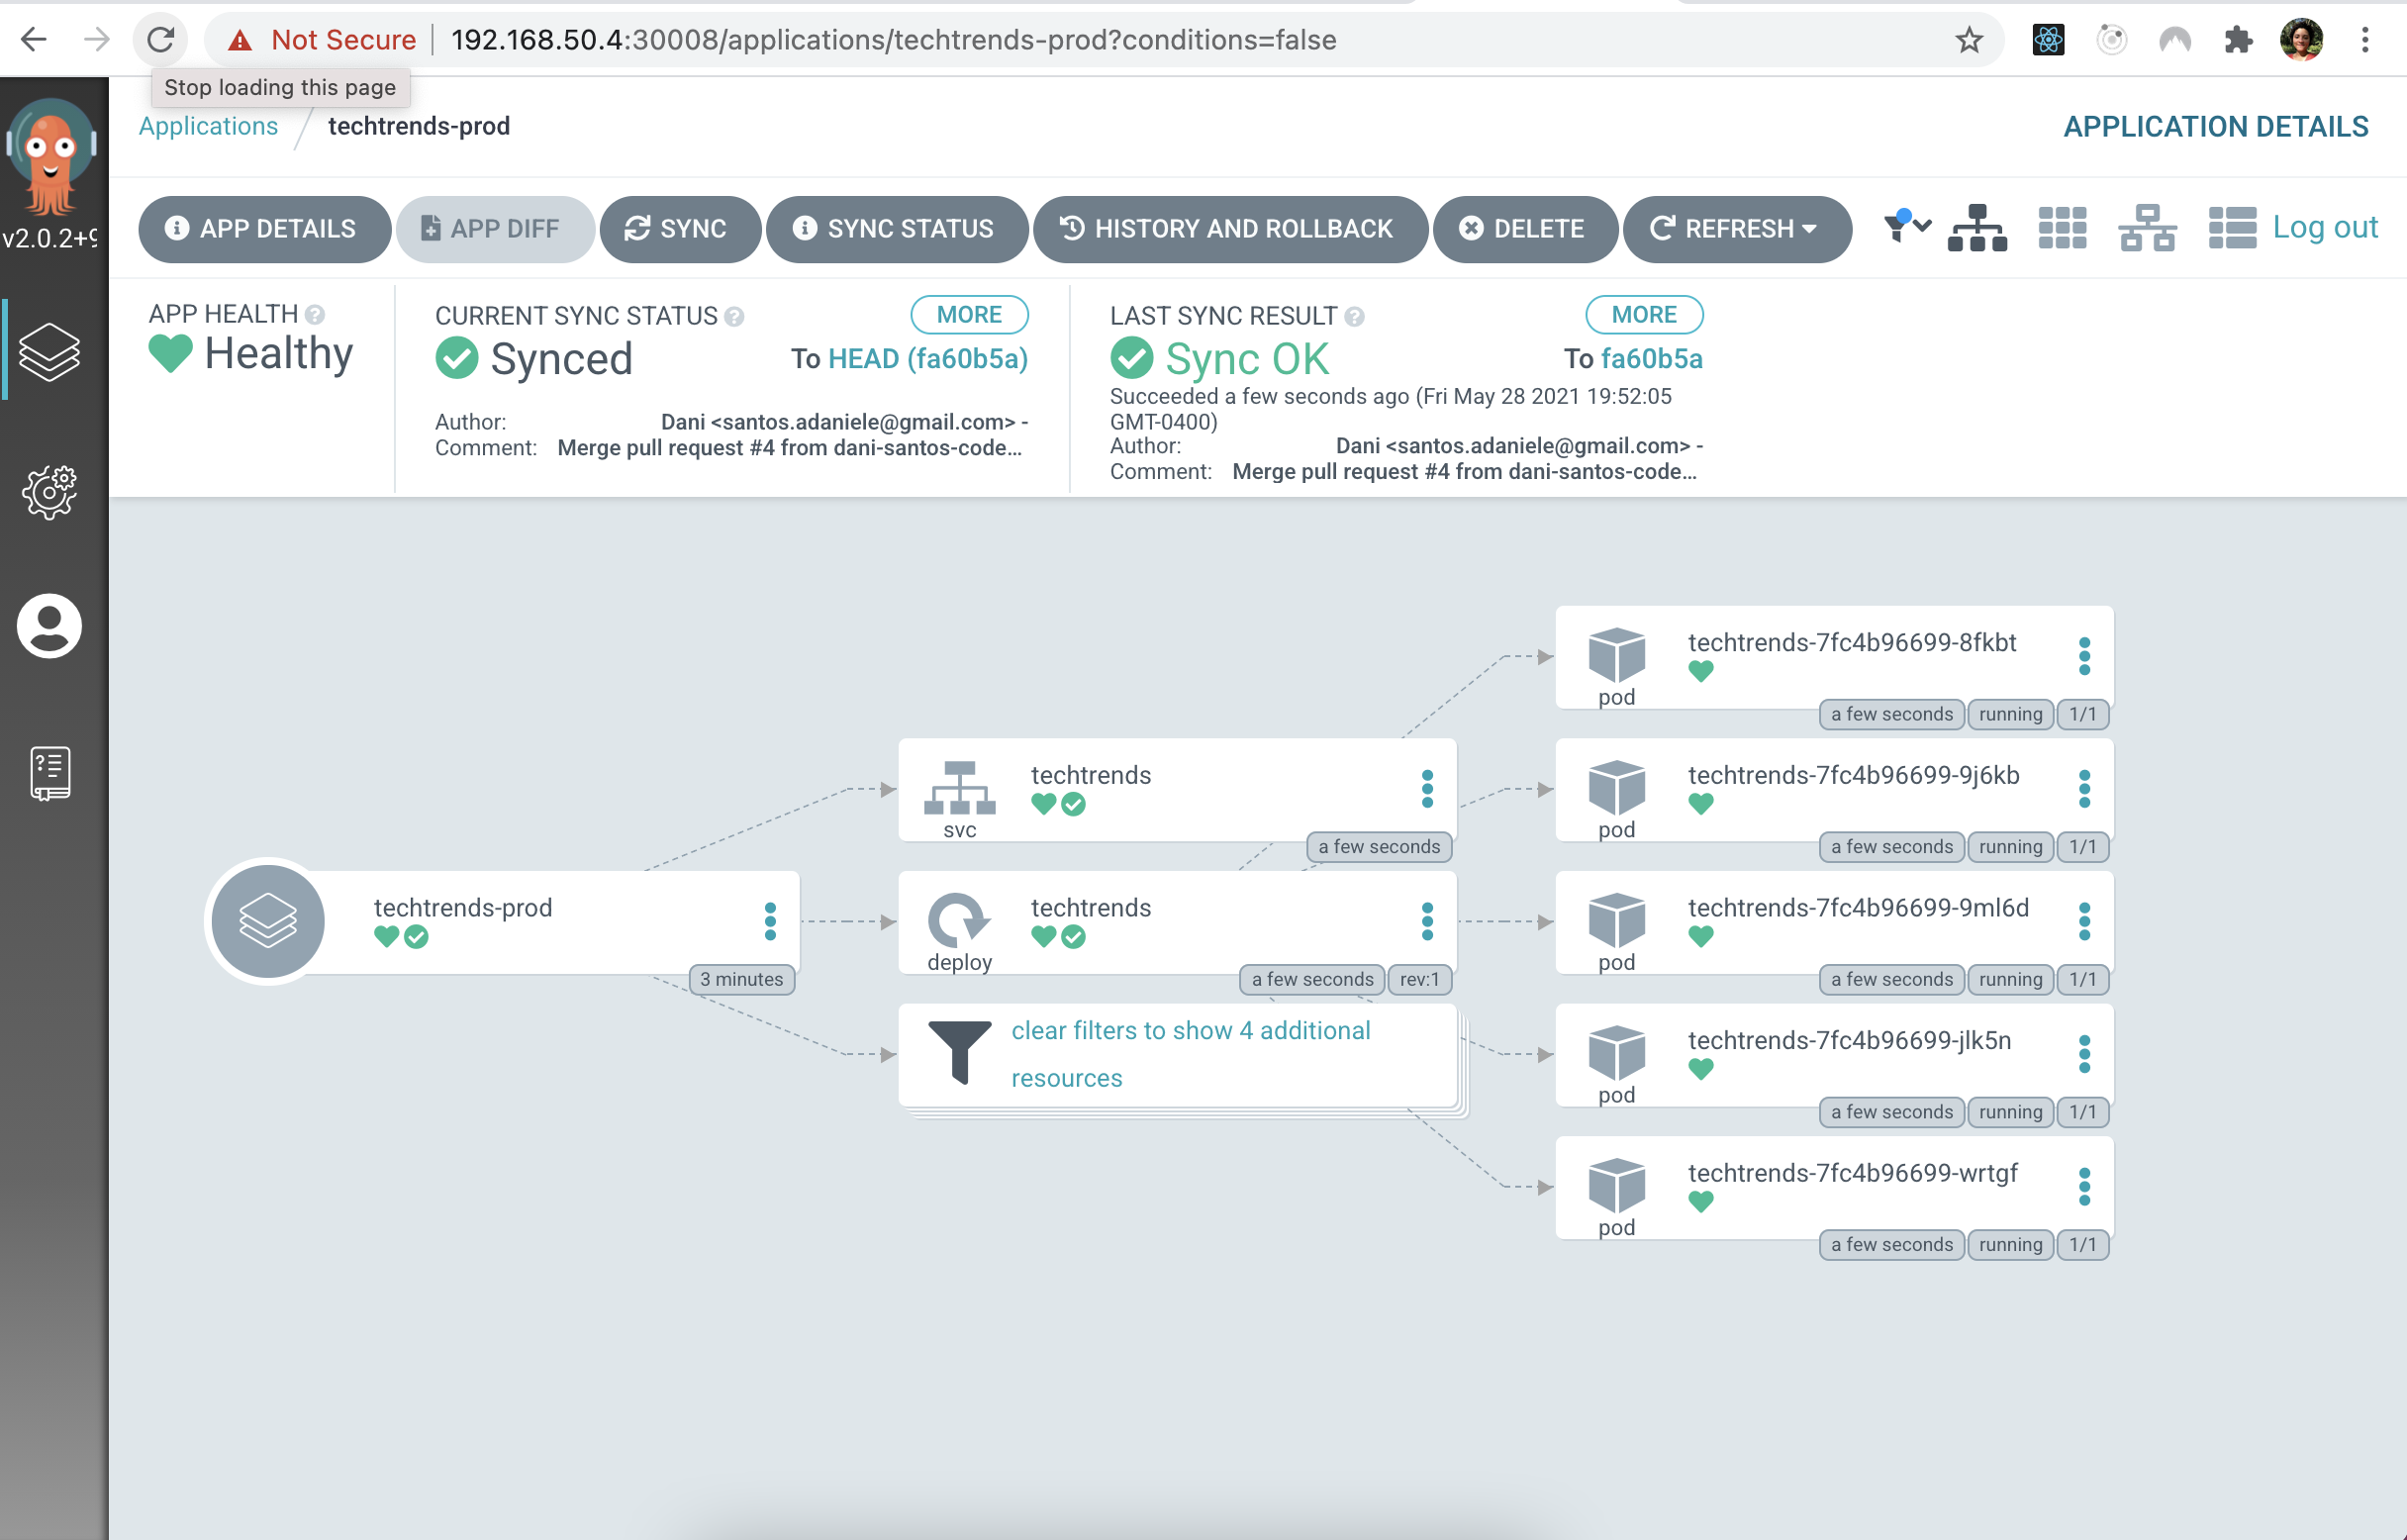 Not Secure
192.168.50.4:30008/applications/techtrends-prod?conditions=false
Stop loading this page
Applications
techtrends-prod
APPLICATION DETAILS
v2.0.2+9
APP DETAILS
APP DIFF
SYNC
SYNC STATUS
HISTORY AND ROLLBACK
DELETE
REFRESH
Log out
APP HEALTH
Healthy
CURRENT SYNC STATUS
MORE
Synced
To HEAD (fa60b5a)
Author: Dani <santos.adaniele@gmail.com> -
Comment: Merge pull request #4 from dani-santos-code...
LAST SYNC RESULT
MORE
Sync OK
To fa60b5a
Succeeded a few seconds ago (Fri May 28 2021 19:52:05
GMT-0400)
Author: Dani <santos.adaniele@gmail.com> -
Comment: Merge pull request #4 from dani-santos-code...
techtrends-prod
3 minutes
techtrends
svc
a few seconds
techtrends
deploy
a few seconds
rev:1
clear filters to show 4 additional
resources
techtrends-7fc4b96699-8fkbt
pod
a few seconds
running
1/1
techtrends-7fc4b96699-9j6kb
pod
a few seconds
running
1/1
techtrends-7fc4b96699-9ml6d
pod
a few seconds
running
1/1
techtrends-7fc4b96699-jlk5n
pod
a few seconds
running
1/1
techtrends-7fc4b96699-wrtgf
pod
a few seconds
running
1/1